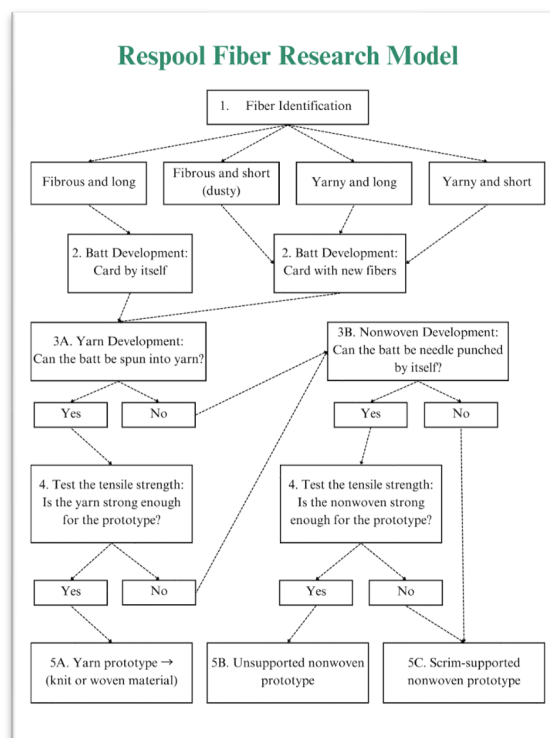 Respool Fiber Research Model
1. Fiber Identification
Fibrous and long
Fibrous and short
(dusty)
Yarny and long
Yarny and short
2. Batt Development:
Card by itself
2. Batt Development:
Card with new fibers
3A. Yarn Development:
Can the batt be spun into yarn?
3B. Nonwoven Development:
Can the batt be needle punched
by itself?
Yes
No
Yes
No
4. Test the tensile strength:
Is the yarn strong enough
for the prototype?
4. Test the tensile strength:
Is the nonwoven strong
enough for the prototype?
Yes
No
Yes
No
5A. Yarn prototype →
(knit or woven material)
5B. Unsupported nonwoven
prototype
5C. Scrim-supported
nonwoven prototype